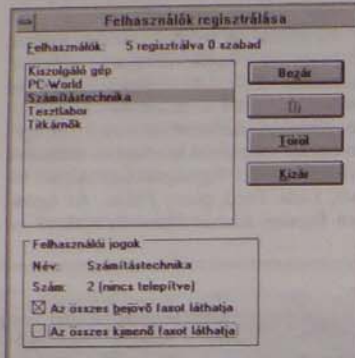 Felhasználók regisztrálása
Felhasználók: 5 regisztrálva 0 szabad
Kiszolgáló gép
PC-World
Számítástechnika
Tesztlabor
Titkárnők
Bezár
Új
Töröl
Kizár
Felhasználói jogok
Név: Számítástechnika
Szám: 2 (nincs telepítve)
Az összes bejövő faxot láthatja
Az összes kimenő faxot láthatja